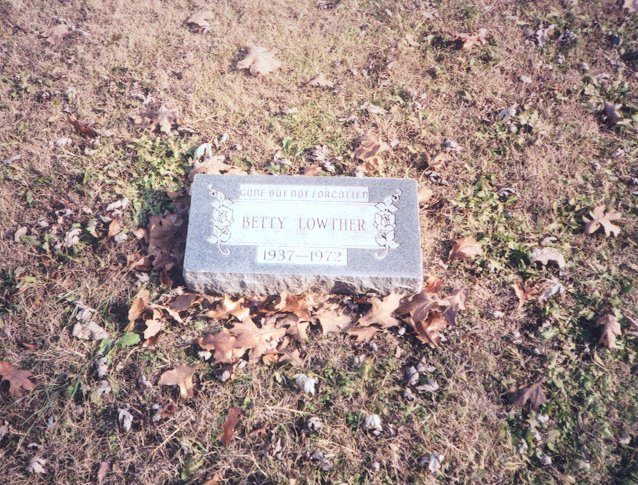 GONE BUT NOT FORGOTTEN
BETTY LOWTHER
1937—1972